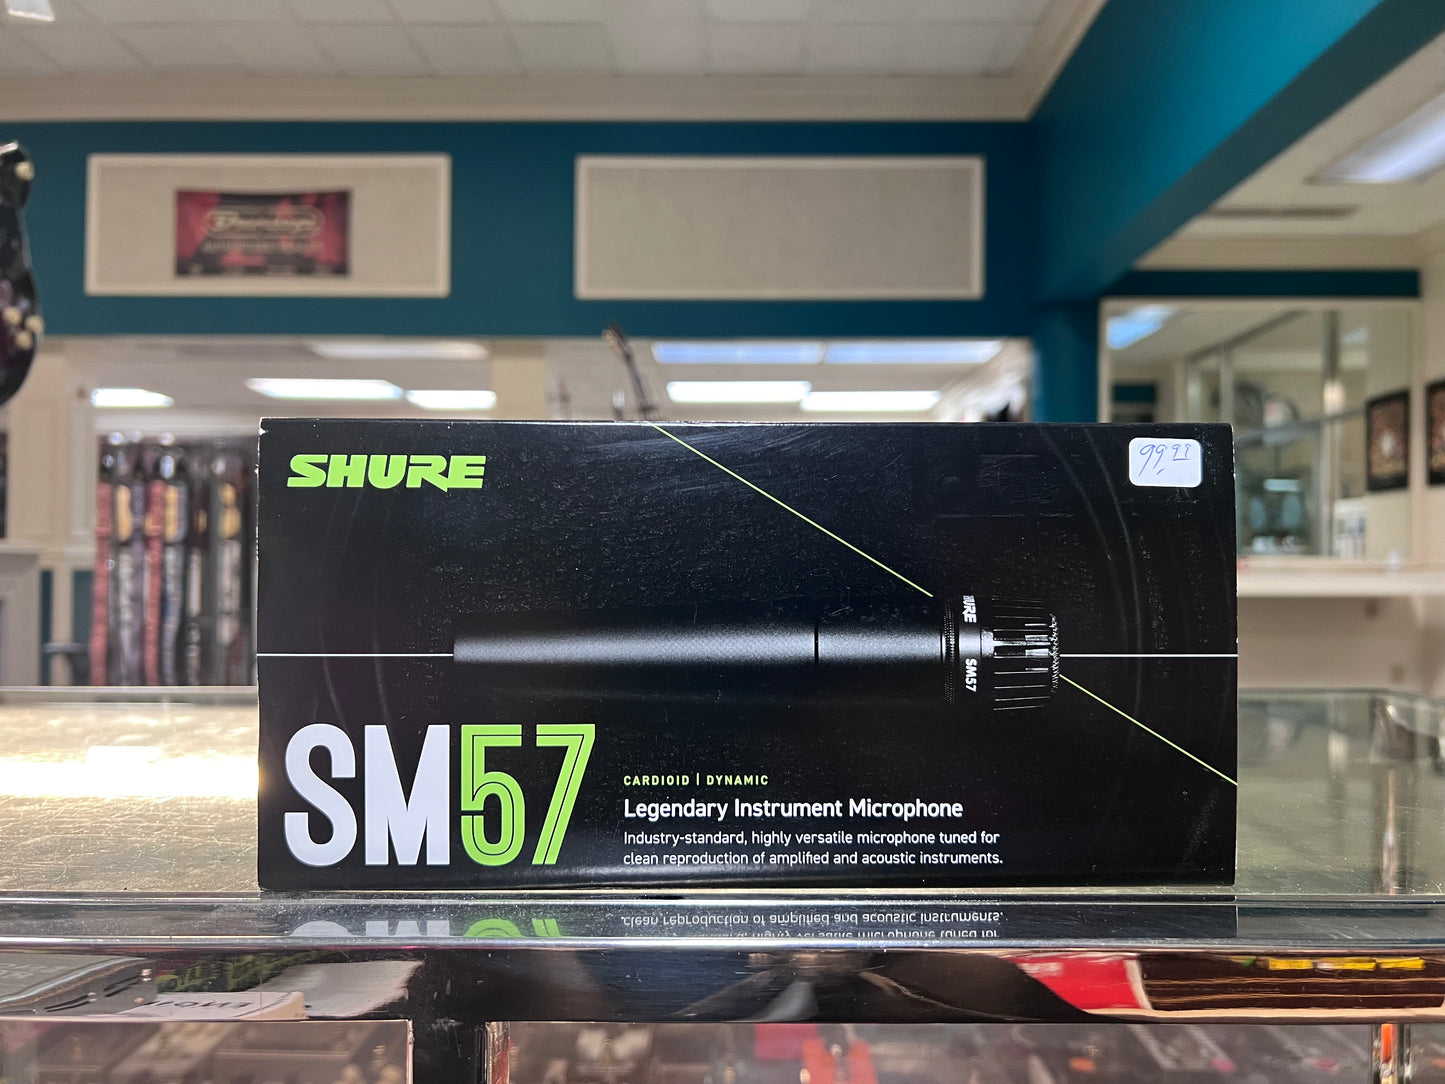 Dunlop
SHURE
99.99
SHURE
SM57
SM57
CARDIOID | DYNAMIC
Legendary Instrument Microphone
Industry-standard, highly versatile microphone tuned for
clean reproduction of amplified and acoustic instruments.